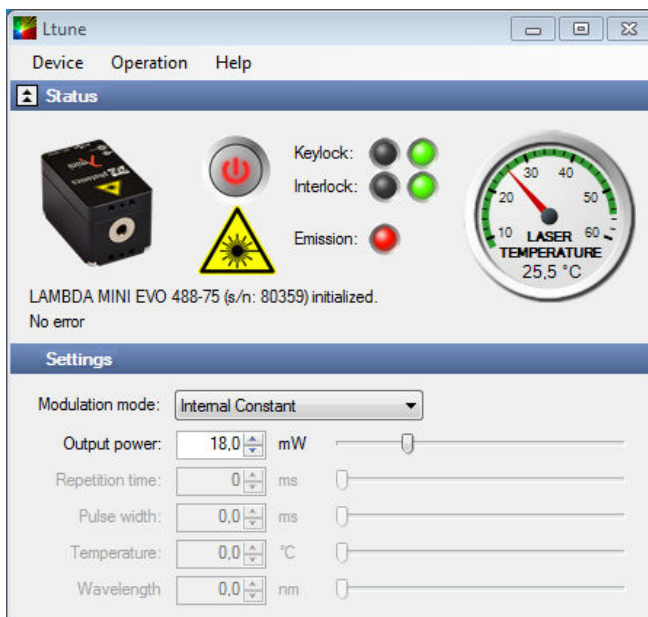 Ltune
Device Operation Help
Status
Keylock:
Interlock:
Emission:
10 20 30 40 50 60
LASER
TEMPERATURE
25,5 °C
LAMBDA MINI EVO 488-75 (s/n: 80359) initialized.
No error
Settings
Modulation mode: Internal Constant
Output power: 18,0 mW
Repetition time: 0 ms
Pulse width: 0,0 ms
Temperature: 0,0 °C
Wavelength 0,0 nm